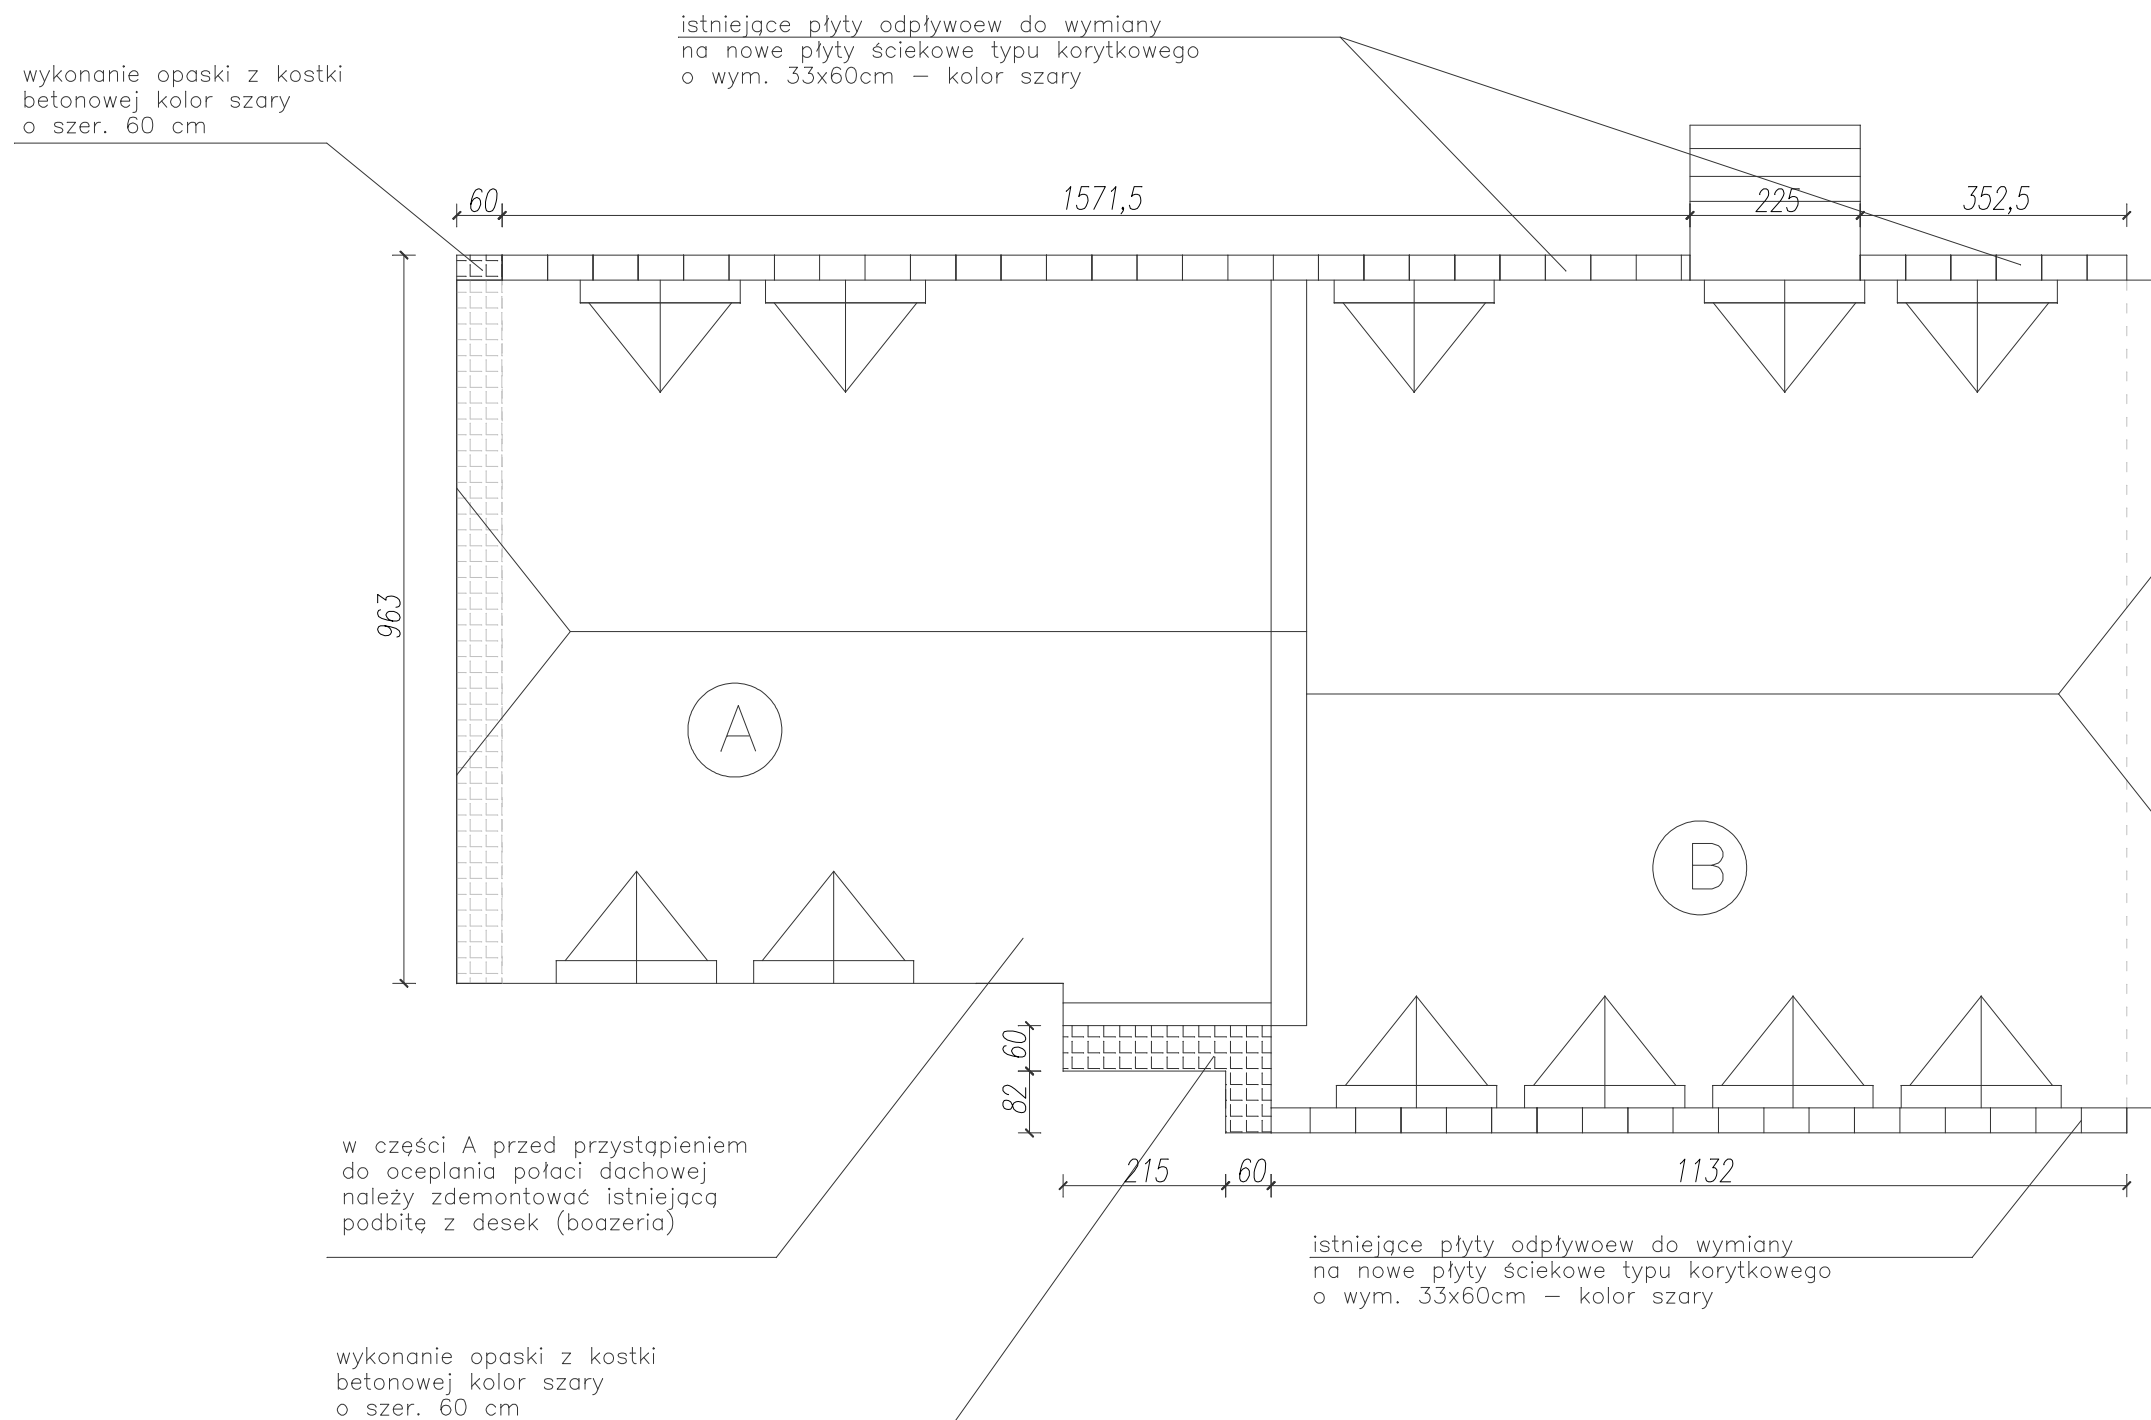 istniejące płyty odpływoew do wymiany
na nowe płyty ściekowe typu korytkowego
o wym. 33x60cm – kolor szary
wykonanie opaski z kostki
betonowej kolor szary
o szer. 60 cm
60
1571,5
225
352,5
963
A
B
60
82
215
60
1132
w części A przed przystąpieniem
do oceplania połaci dachowej
należy zdemontować istniejącą
podbitę z desek (boazeria)
istniejące płyty odpływoew do wymiany
na nowe płyty ściekowe typu korytkowego
o wym. 33x60cm – kolor szary
wykonanie opaski z kostki
betonowej kolor szary
o szer. 60 cm